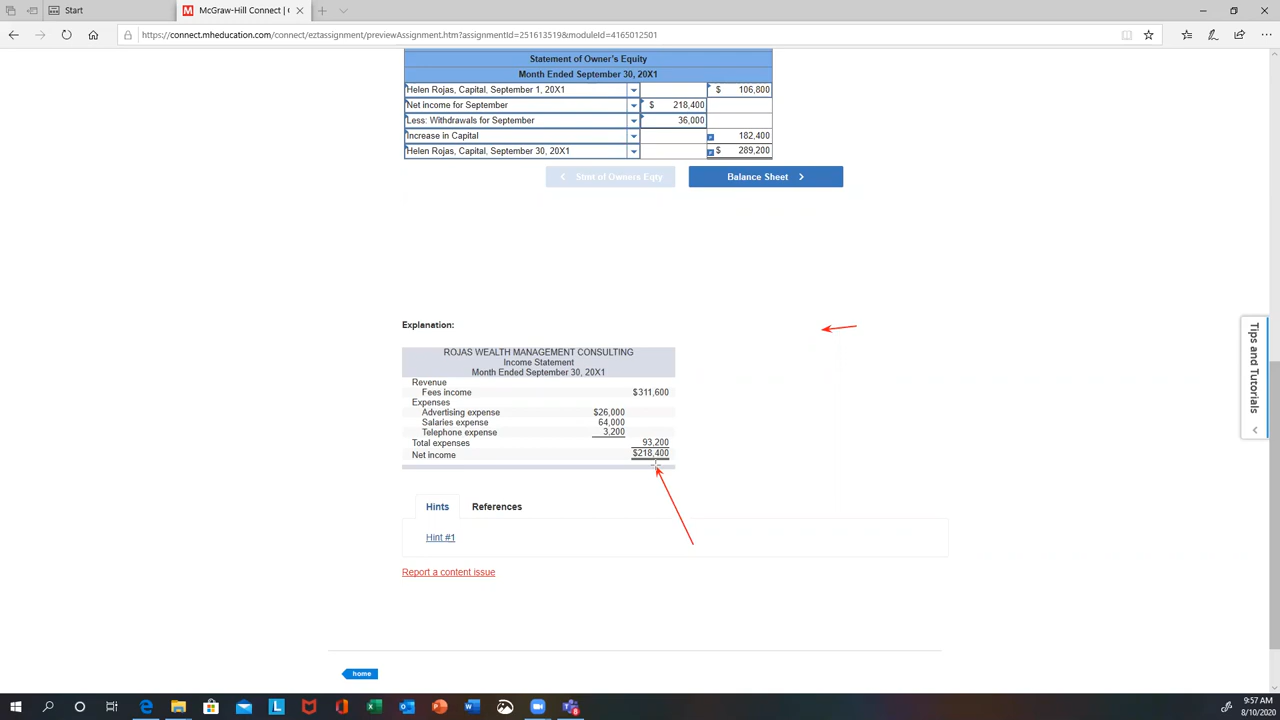 Start
McGraw-Hill Connect | (
https://connect.mheducation.com/connect/eztassignment/previewAssignment.htm?assignmentId=251613519&moduleId=4165012501
Statement of Owner's Equity
Month Ended September 30, 20X1
Helen Rojas, Capital, September 1, 20X1 $ 106,800
Net income for September $ 218,400
Less: Withdrawals for September 36,000
Increase in Capital 182,400
Helen Rojas, Capital, September 30, 20X1 $ 289,200
Stmt of Owners Eqty
Balance Sheet
Explanation:
ROJAS WEALTH MANAGEMENT CONSULTING
Income Statement
Month Ended September 30, 20X1
Revenue
Fees income $311,600
Expenses
Advertising expense $26,000
Salaries expense 64,000
Telephone expense 3,200
Total expenses 93,200
Net income $218,400
Hints References
Hint #1
Report a content issue
home
Tips and Tutorials
9:57 AM
8/10/2020